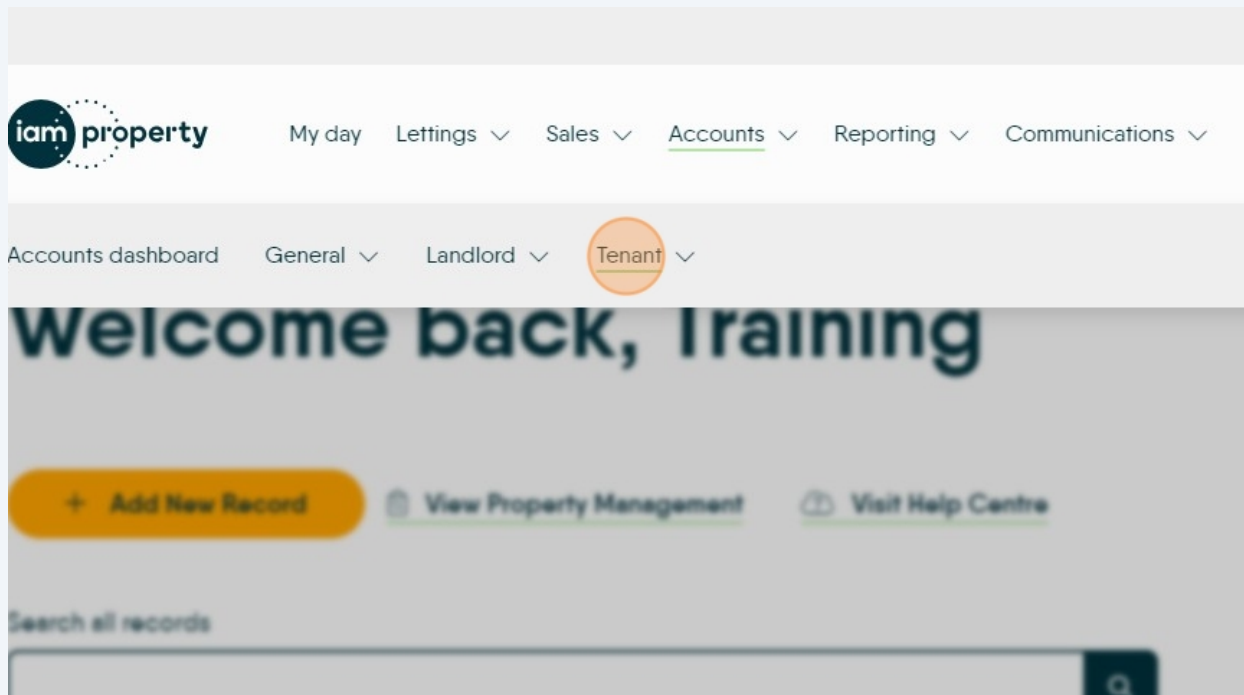 iam property
My day Lettings Sales Accounts Reporting Communications
Accounts dashboard General Landlord Tenant
Welcome back, Training
+ Add New Record View Property Management Visit Help Centre
Search all records